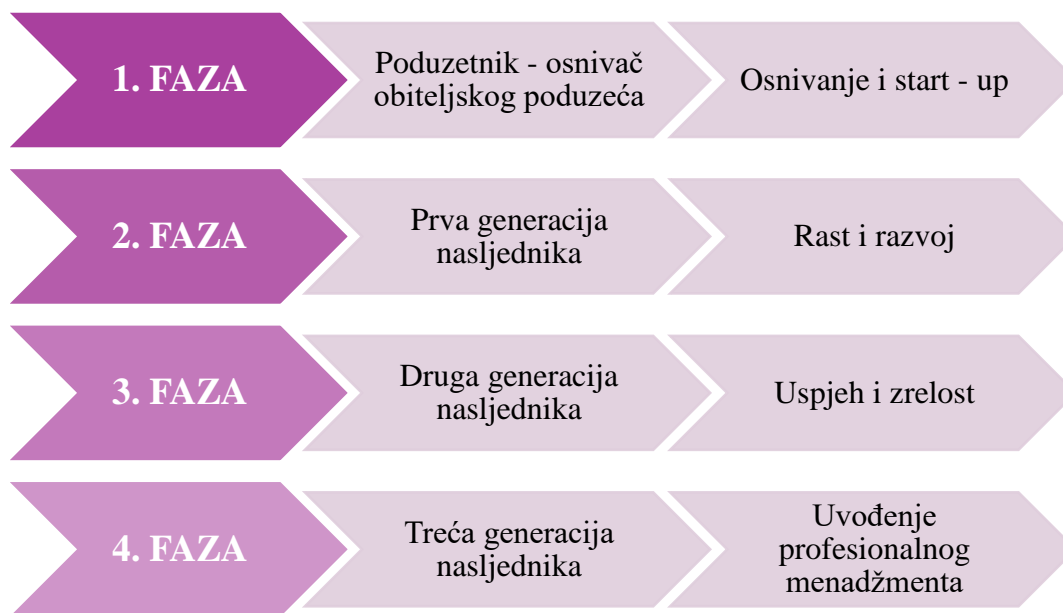 1. FAZA
Poduzetnik - osnivač
obiteljskog poduzeća
Osnivanje i start - up
2. FAZA
Prva generacija
nasljednika
Rast i razvoj
3. FAZA
Druga generacija
nasljednika
Uspjeh i zrelost
4. FAZA
Treća generacija
nasljednika
Uvođenje
profesionalnog
menadžmenta